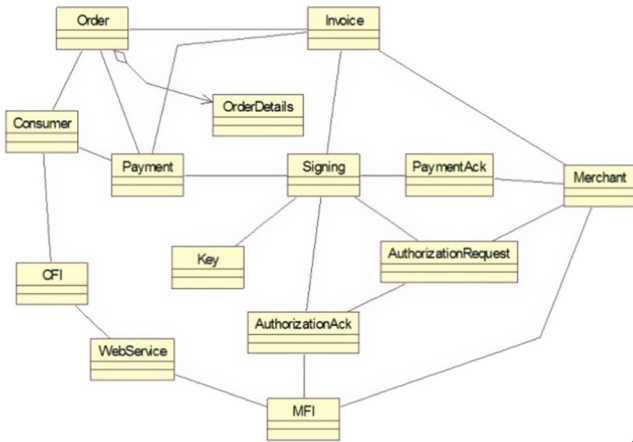 Order
Invoice
OrderDetails
Consumer
Payment
Signing
PaymentAck
Merchant
Key
AuthorizationRequest
CFI
AuthorizationAck
WebService
MFI